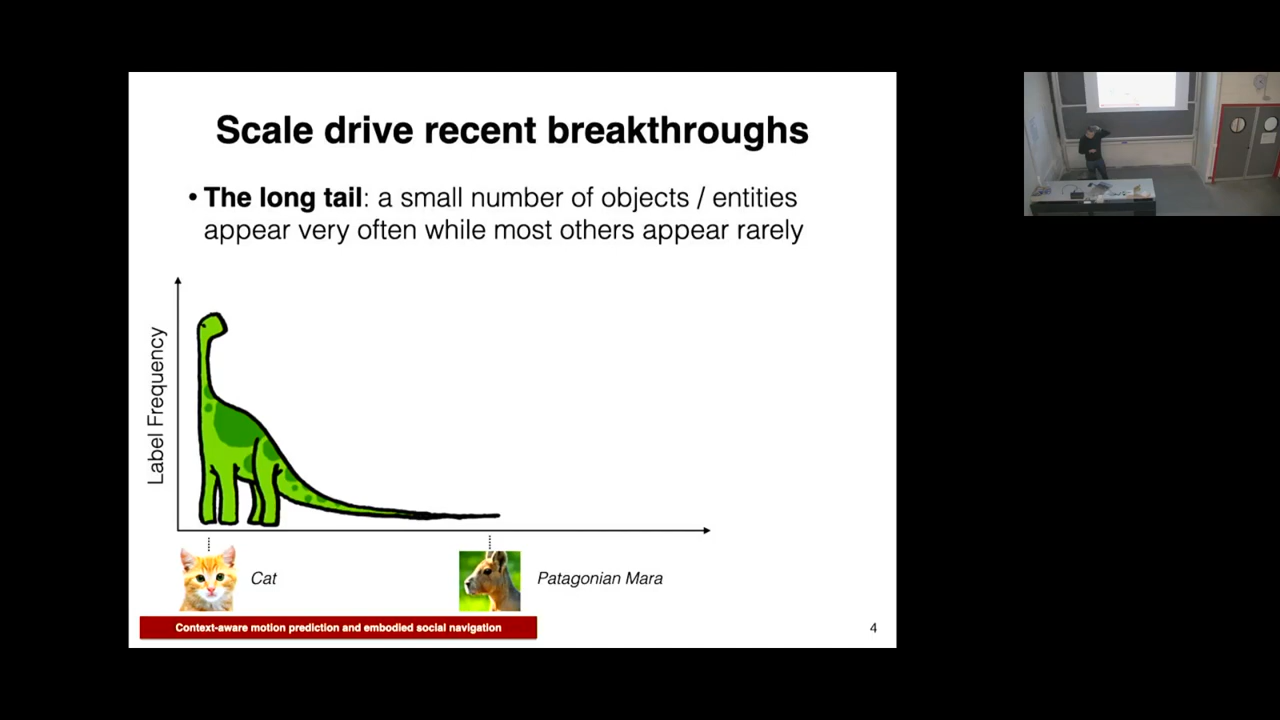 Scale drive recent breakthroughs
• The long tail: a small number of objects / entities
appear very often while most others appear rarely
Label Frequency
Cat
Patagonian Mara
Context-aware motion prediction and embodied social navigation
4